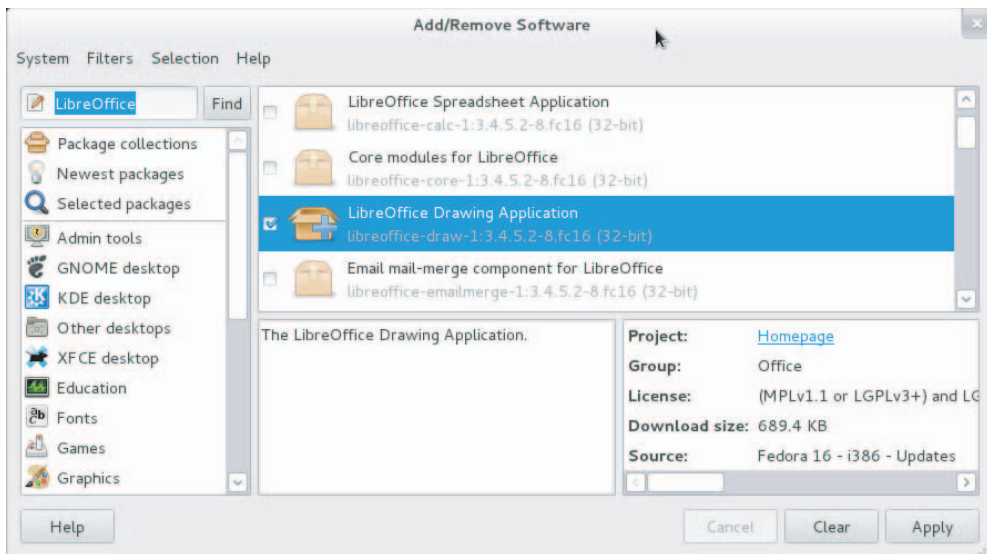 Add/Remove Software
System Filters Selection Help
LibreOffice Find
Package collections
Newest packages
Selected packages
Admin tools
GNOME desktop
KDE desktop
Other desktops
XFCE desktop
Education
Fonts
Games
Graphics
LibreOffice Spreadsheet Application
libreoffice-calc-1:3.4.5.2-8.fc16 (32-bit)
Core modules for LibreOffice
libreoffice-core-1:3.4.5.2-8.fc16 (32-bit)
LibreOffice Drawing Application
libreoffice-draw-1:3.4.5.2-8.fc16 (32-bit)
Email mail-merge component for LibreOffice
libreoffice-emailmerge-1:3.4.5.2-8.fc16 (32-bit)
The LibreOffice Drawing Application.
Project: Homepage
Group: Office
License: (MPLv1.1 or LGPLv3+) and LG
Download size: 689.4 KB
Source: Fedora 16 - i386 - Updates
Help Cancel Clear Apply